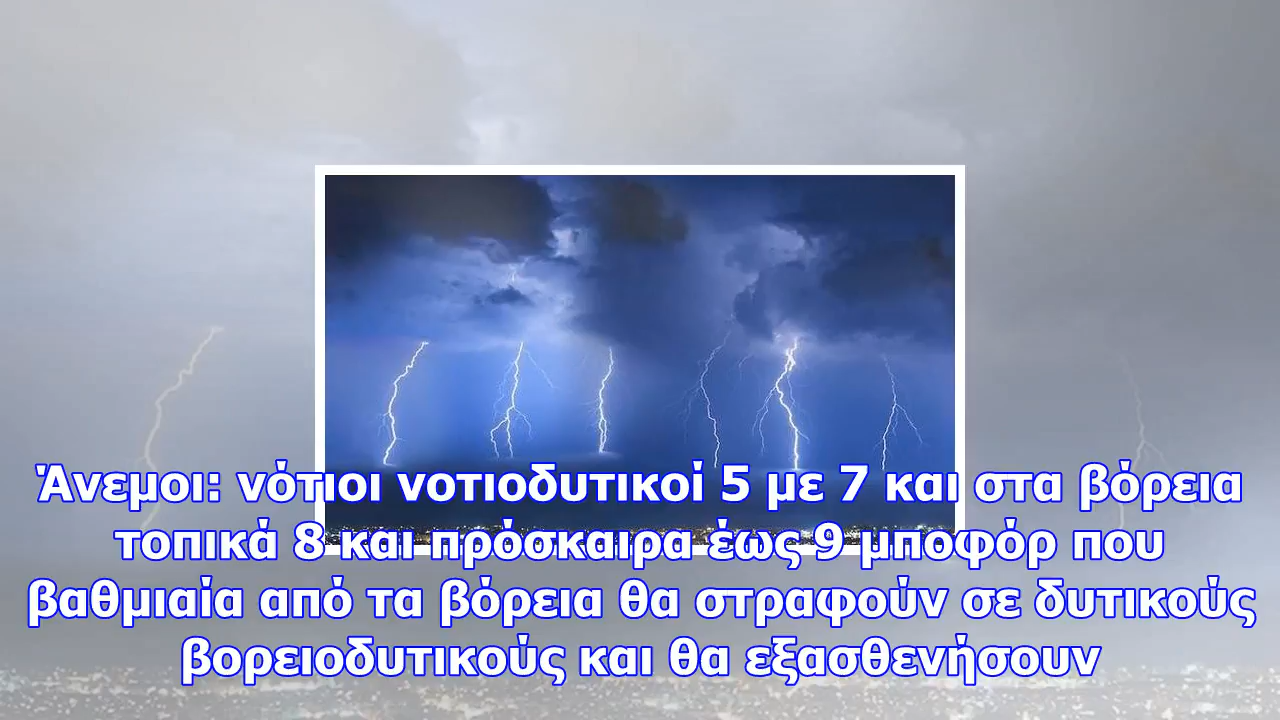 Άνεμοι: νότιοι νοτιοδυτικοί 5 με 7 και στα βόρεια
τοπικά 8 και πρόσκαιρα έως 9 μποφόρ που
βαθμιαία από τα βόρεια θα στραφούν σε δυτικούς
βορειοδυτικούς και θα εξασθενήσουν